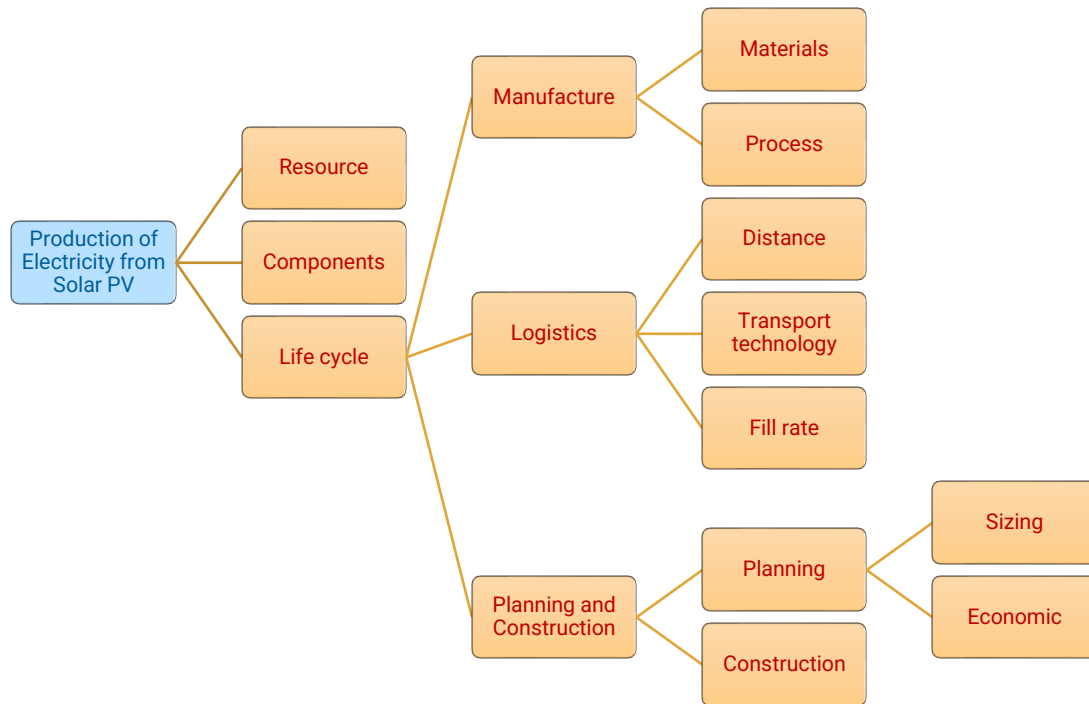 Production of
Electricity from
Solar PV
Resource
Components
Life cycle
Manufacture
Materials
Process
Logistics
Distance
Transport
technology
Fill rate
Planning and
Construction
Planning
Sizing
Economic
Construction